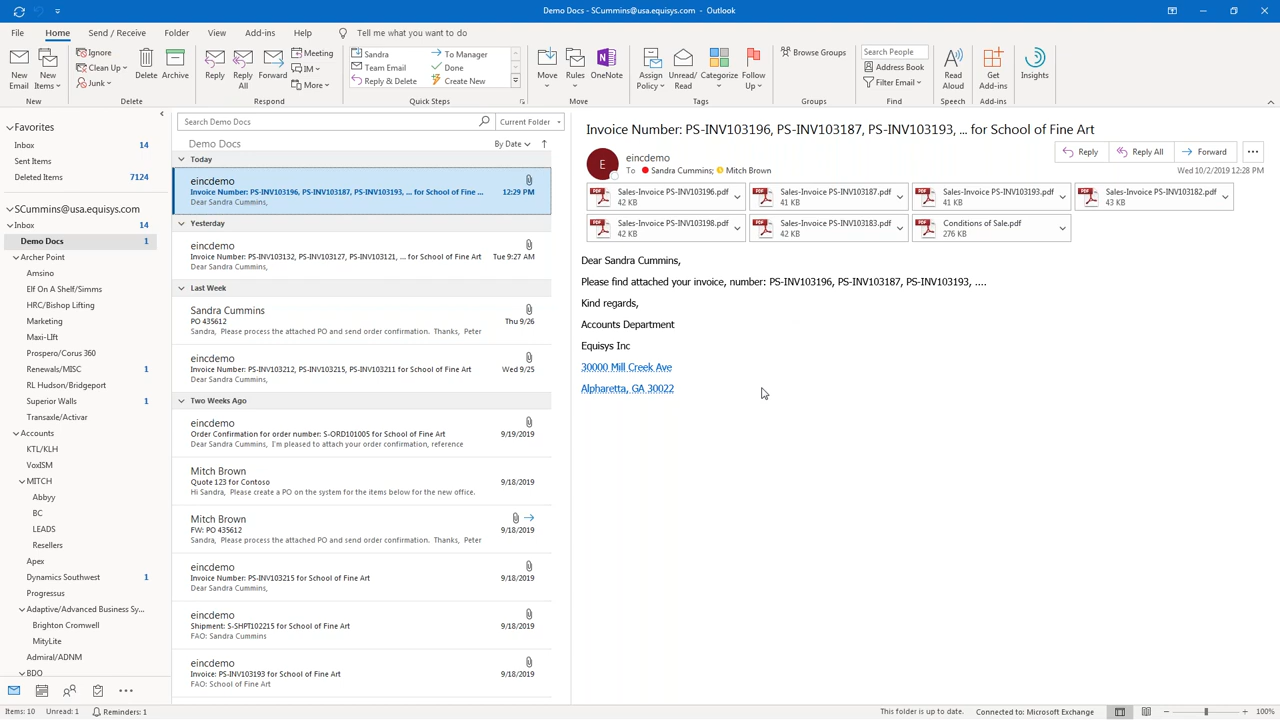 Demo Docs - SCummins@usa.equisys.com - Outlook
File Home Send / Receive Folder View Add-ins Help Tell me what you want to do
New Email
New Items
Ignore
Clean Up
Junk
Delete
Archive
Reply
Reply All
Forward
Meeting
IM
More
Sandra
Team Email
Reply & Delete
To Manager
Done
Create New
Move
Rules
OneNote
Assign Policy
Unread/ Read
Categorize
Follow Up
Browse Groups
Search People
Address Book
Filter Email
Read Aloud
Get Add-ins
Insights
New Delete Respond Quick Steps Move Tags Groups Find Speech Add-ins
Favorites
Inbox 14
Sent Items
Deleted Items 7124
SCummins@usa.equisys.com
Inbox 14
Demo Docs 1
Archer Point
Amsino
Elf On A Shelf/Simms
HRC/Bishop Lifting
Marketing
Maxi-LIft
Prospero/Corus 360
Renewals/MISC 1
RL Hudson/Bridgeport
Superior Walls 1
Transaxle/Activar
Accounts
KTL/KLH
VoxISM
MITCH
Abbyy
BC
LEADS
Resellers
Apex
Dynamics Southwest 1
Progressus
Adaptive/Advanced Business Sy...
Brighton Cromwell
MityLite
Admiral/ADNM
BDO
Search Demo Docs Current Folder
Demo Docs By Date
Today
eincdemo
Invoice Number: PS-INV103196, PS-INV103187, PS-INV103193, ... for School of Fine ... 12:29 PM
Dear Sandra Cummins,
Yesterday
eincdemo
Invoice Number: PS-INV103132, PS-INV103127, PS-INV103121, ... for School of Fine Art Tue 9:27 AM
Dear Sandra Cummins,
Last Week
Sandra Cummins
PO 435612 Thu 9/26
Sandra, Please process the attached PO and send order confirmation. Thanks, Peter
eincdemo
Invoice Number: PS-INV103212, PS-INV103215, PS-INV103211 for School of Fine Art Wed 9/25
Dear Sandra Cummins,
Two Weeks Ago
eincdemo
Order Confirmation for order number: S-ORD101005 for School of Fine Art 9/19/2019
Dear Sandra Cummins, I'm pleased to attach your order confirmation, reference
Mitch Brown
Quote 123 for Contoso 9/18/2019
Hi Sandra, Please create a PO on the system for the items below for the new office.
Mitch Brown
FW: PO 435612 9/18/2019
Sandra, Please process the attached PO and send order confirmation. Thanks, Peter
eincdemo
Invoice Number: PS-INV103215 for School of Fine Art 9/18/2019
Dear Sandra Cummins,
eincdemo
Shipment: S-SHPT102215 for School of Fine Art 9/18/2019
FAO: Sandra Cummins
eincdemo
Invoice: PS-INV103193 for School of Fine Art 9/18/2019
FAO: School of Fine Art
Invoice Number: PS-INV103196, PS-INV103187, PS-INV103193, ... for School of Fine Art
E
eincdemo
To Sandra Cummins; Mitch Brown
Reply Reply All Forward ...
Wed 10/2/2019 12:28 PM
Sales-Invoice PS-INV103196.pdf
42 KB
Sales-Invoice PS-INV103187.pdf
41 KB
Sales-Invoice PS-INV103193.pdf
41 KB
Sales-Invoice PS-INV103182.pdf
43 KB
Sales-Invoice PS-INV103198.pdf
42 KB
Sales-Invoice PS-INV103183.pdf
42 KB
Conditions of Sale.pdf
276 KB
Dear Sandra Cummins,
Please find attached your invoice, number: PS-INV103196, PS-INV103187, PS-INV103193, ....
Kind regards,
Accounts Department
Equisys Inc
30000 Mill Creek Ave
Alpharetta, GA 30022
Items: 10 Unread: 1 Reminders: 1 This folder is up to date. Connected to: Microsoft Exchange 100%